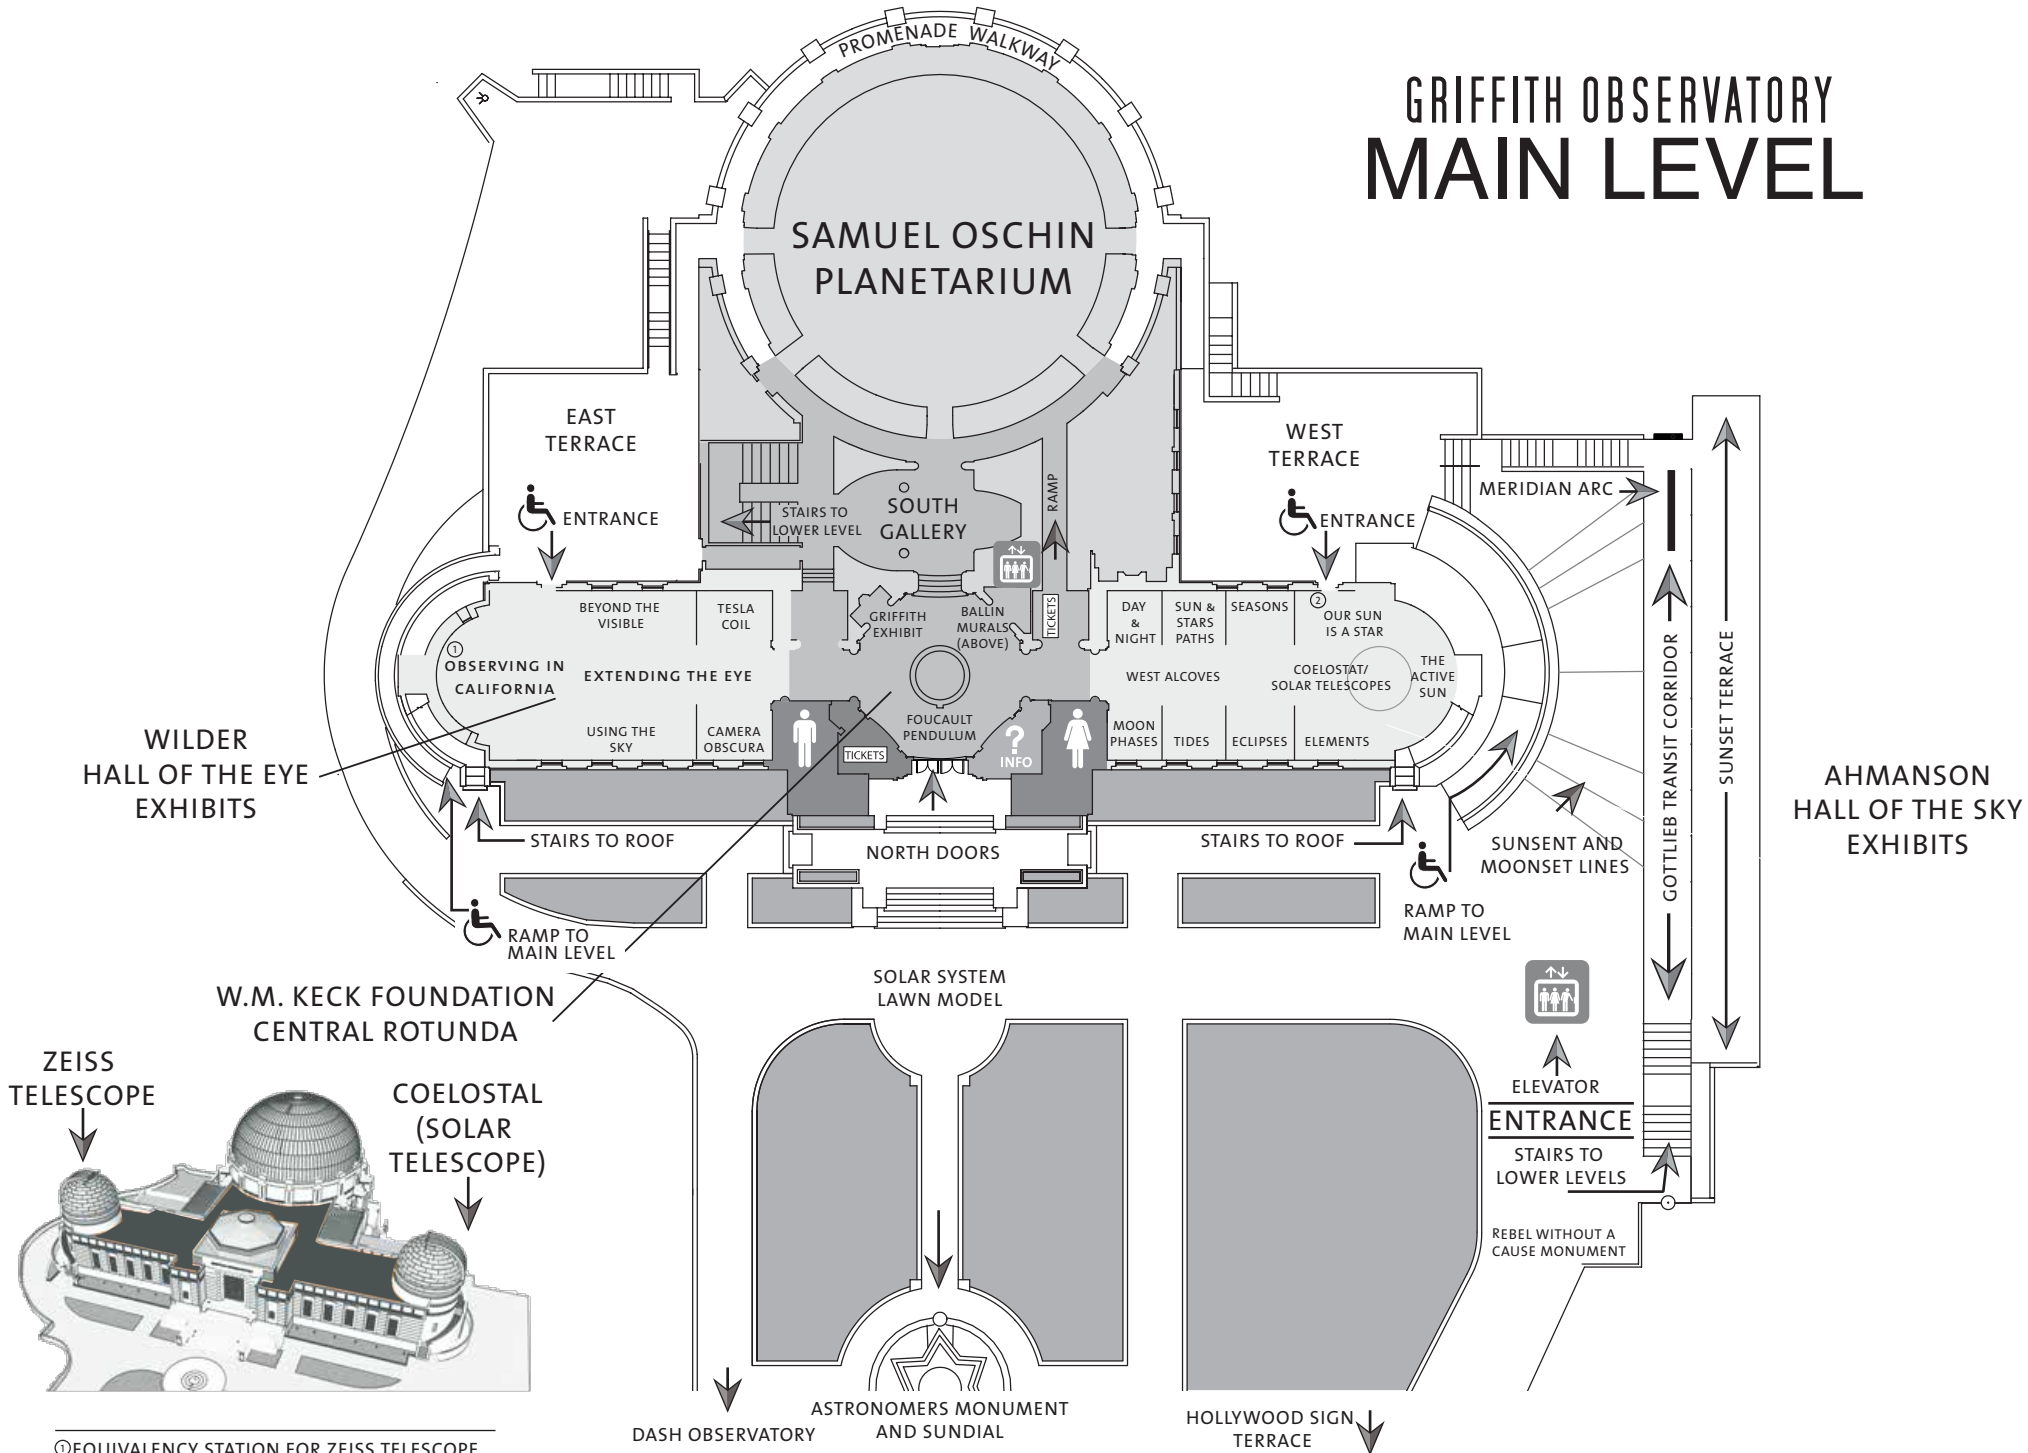 PROMENADE WALKWAY
GRIFFITH OBSERVATORY
MAIN LEVEL
SAMUEL OSCHIN
PLANETARIUM
EAST
TERRACE
WEST
TERRACE
ENTRANCE
STAIRS TO
LOWER LEVEL
SOUTH
GALLERY
RAMP
ENTRANCE
MERIDIAN ARC
BEYOND THE
VISIBLE
TESLA
COIL
GRIFFITH
EXHIBIT
BALLIN
MURALS
(ABOVE)
TICKETS
DAY
&
NIGHT
SUN &
STARS
PATHS
SEASONS
2
OUR SUN
IS A STAR
1
OBSERVING IN
CALIFORNIA
EXTENDING THE EYE
WEST ALCOVES
COELOSTAT/
SOLAR TELESCOPES
THE
ACTIVE
SUN
USING THE
SKY
CAMERA
OBSCURA
TICKETS
FOUCAULT
PENDULUM
?
INFO
MOON
PHASES
TIDES
ECLIPSES
ELEMENTS
GOTTLIEB TRANSIT CORRIDOR
SUNSET TERRACE
WILDER
HALL OF THE EYE
EXHIBITS
AHMANSON
HALL OF THE SKY
EXHIBITS
STAIRS TO ROOF
NORTH DOORS
STAIRS TO ROOF
SUNSENT AND
MOONSET LINES
RAMP TO
MAIN LEVEL
RAMP TO
MAIN LEVEL
W.M. KECK FOUNDATION
CENTRAL ROTUNDA
SOLAR SYSTEM
LAWN MODEL
ZEISS
TELESCOPE
COELOSTAL
(SOLAR
TELESCOPE)
ELEVATOR
ENTRANCE
STAIRS TO
LOWER LEVELS
REBEL WITHOUT A
CAUSE MONUMENT
DASH OBSERVATORY
ASTRONOMERS MONUMENT
AND SUNDIAL
HOLLYWOOD SIGN
TERRACE
①EQUIVALENCY STATION FOR ZEISS TELESCOPE